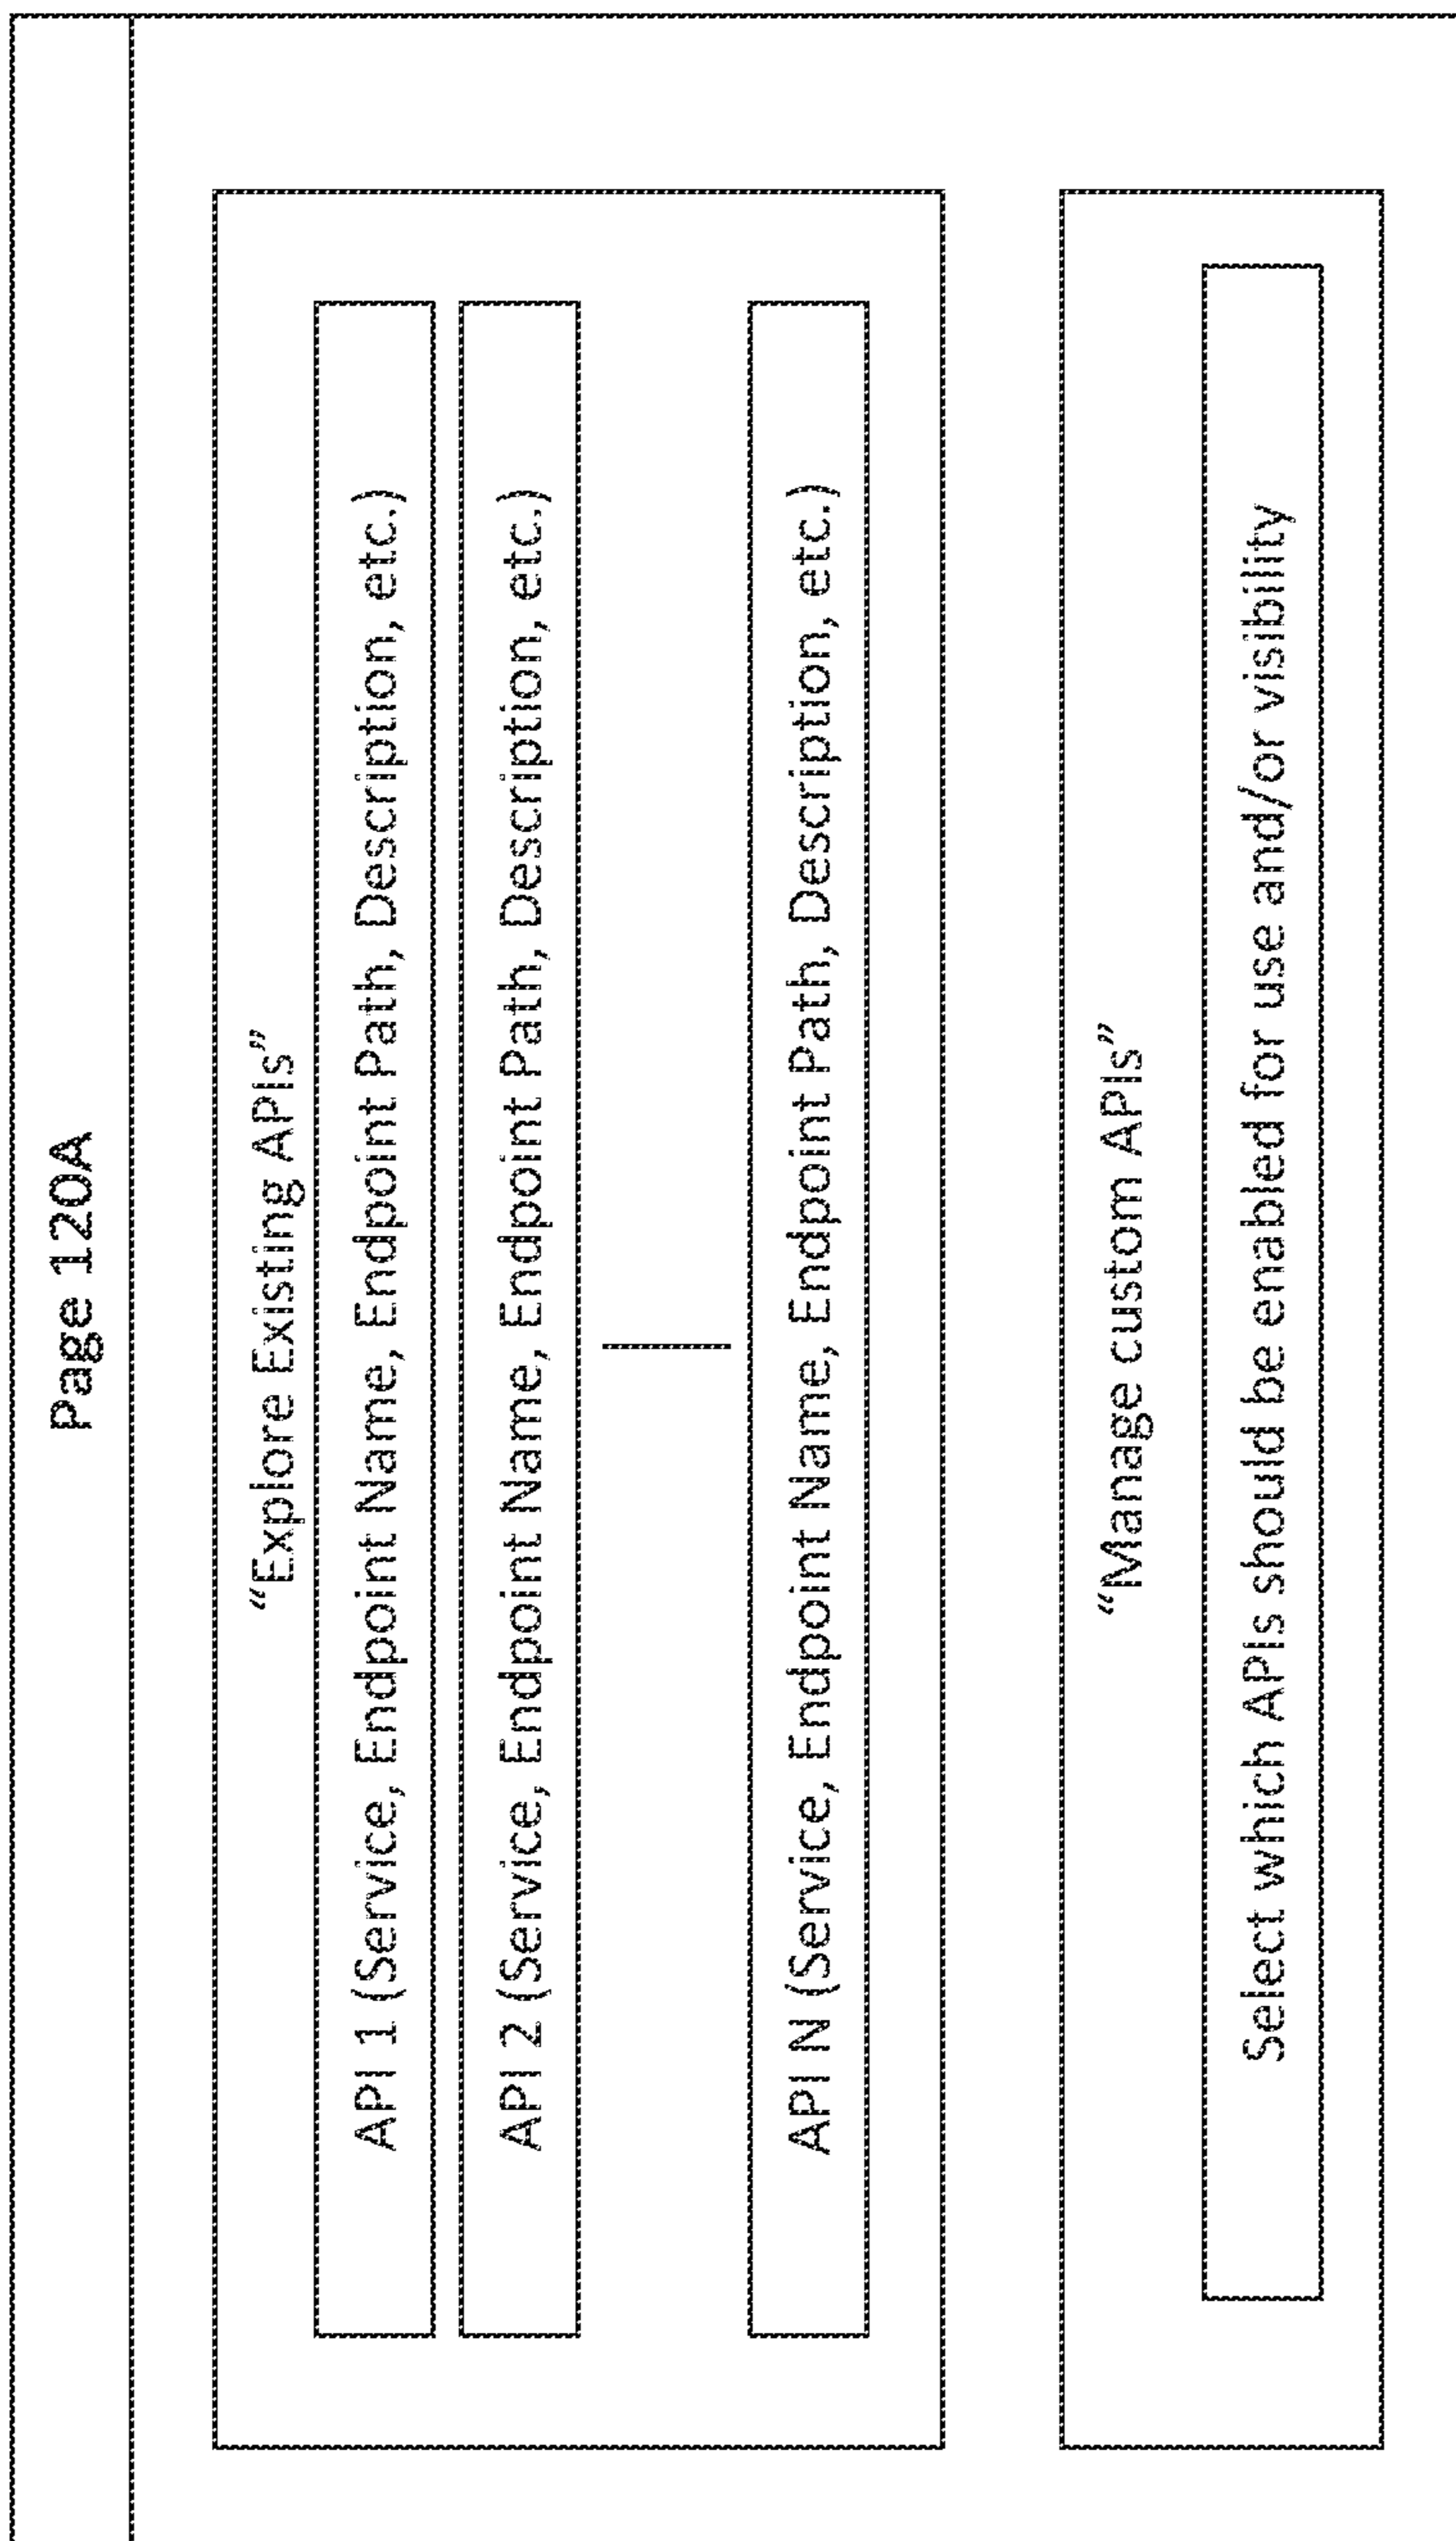 Page 120A
“Explore Existing APIs”
API 1 (Service, Endpoint Name, Endpoint Path, Description, etc.)
API 2 (Service, Endpoint Name, Endpoint Path, Description, etc.)
API N (Service, Endpoint Name, Endpoint Path, Description, etc.)
“Manage custom APIs”
Select which APIs should be enabled for use and/or visibility